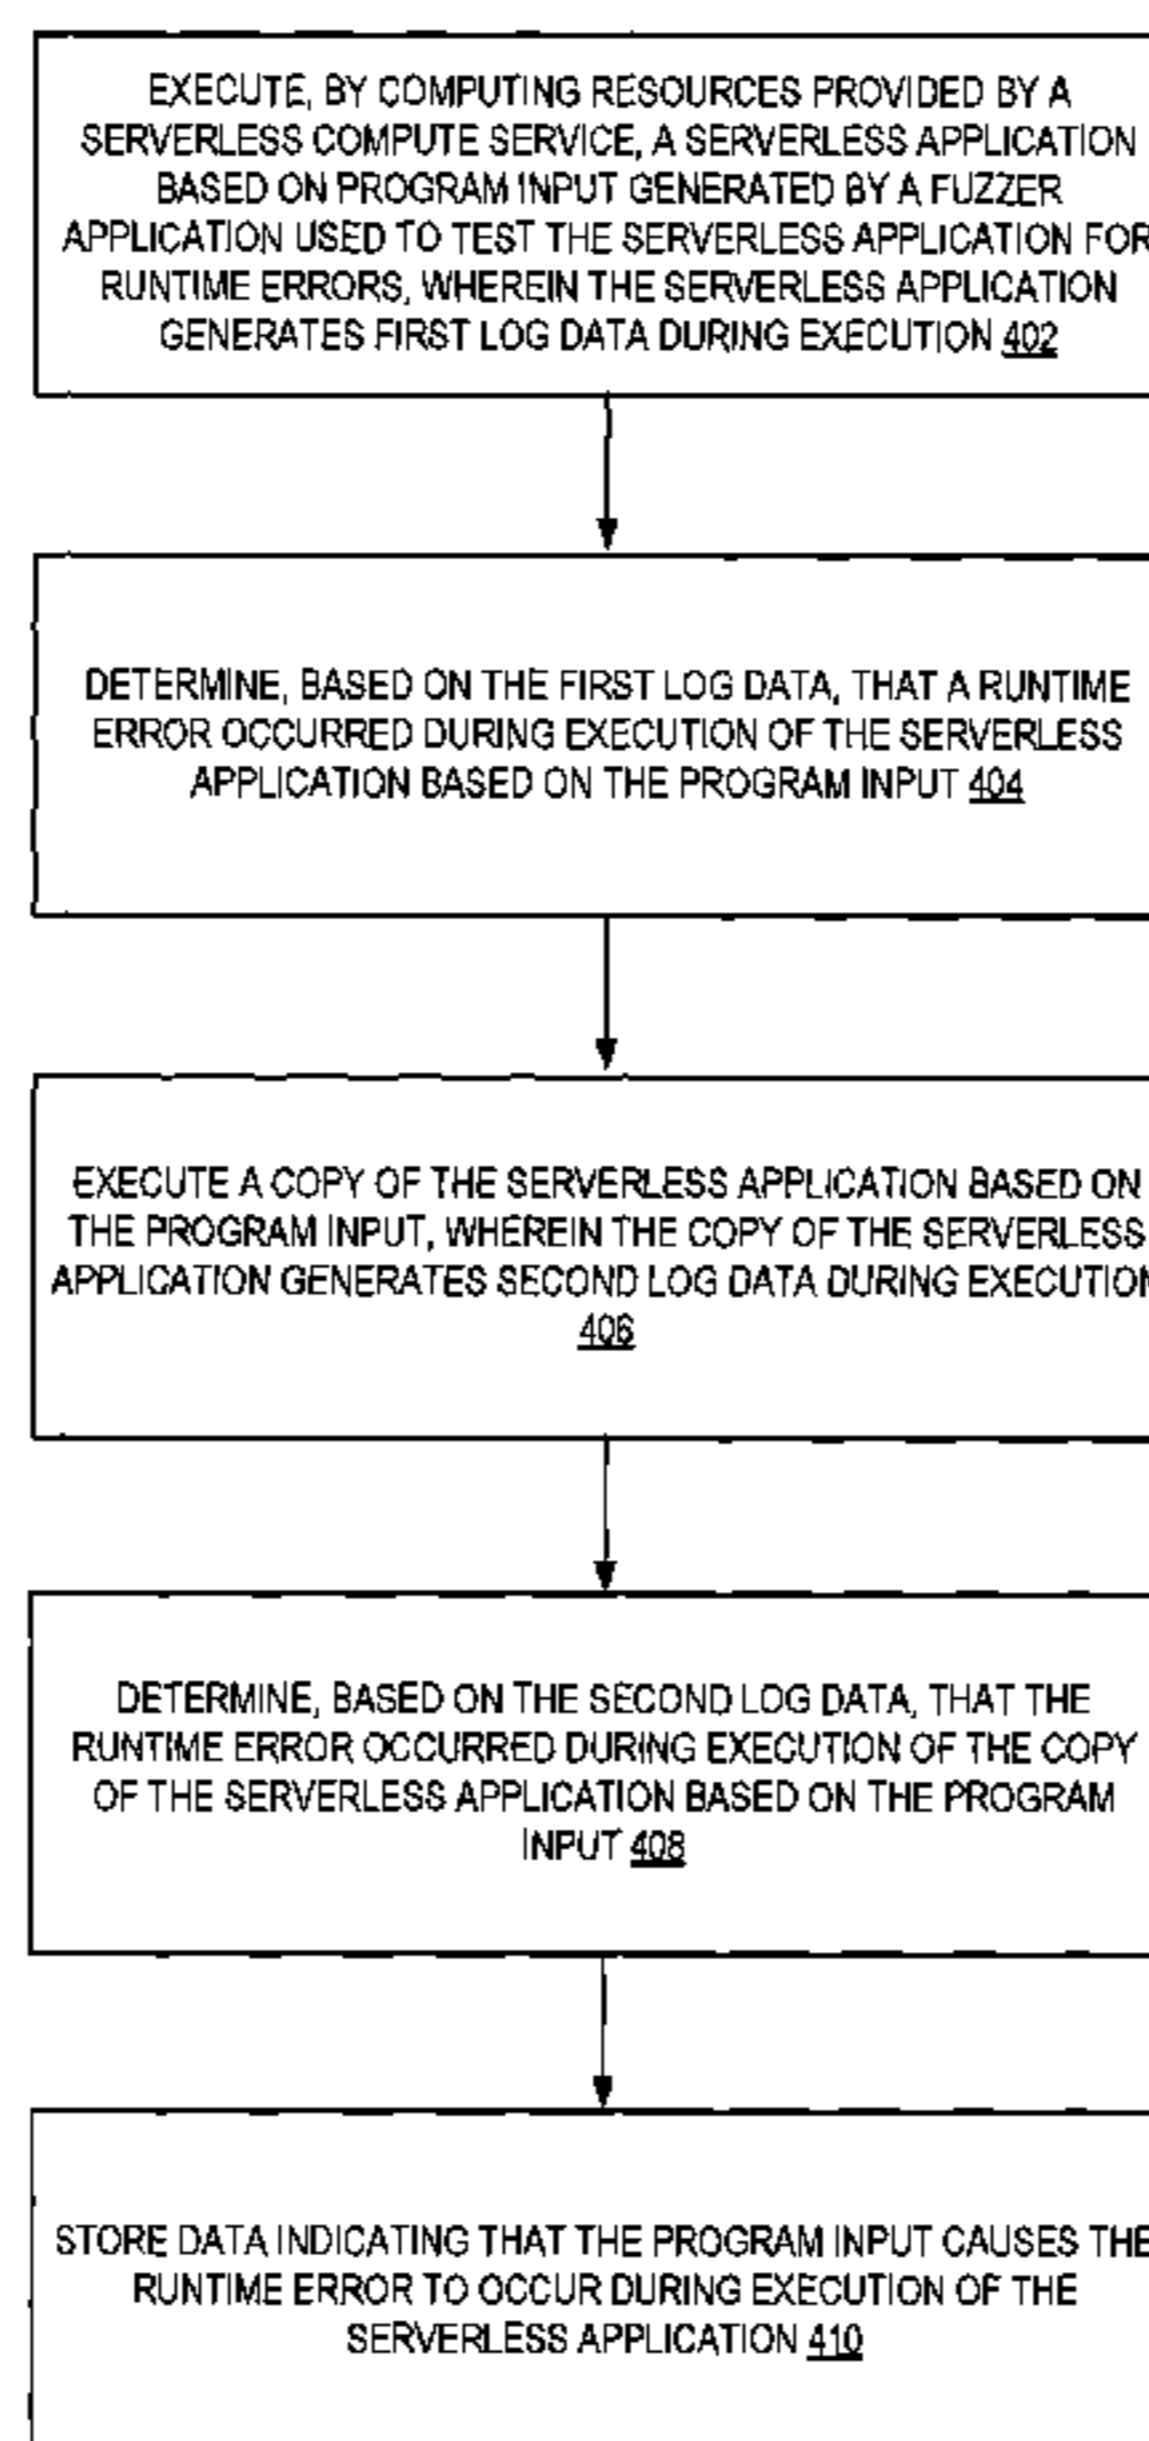 EXECUTE, BY COMPUTING RESOURCES PROVIDED BY A
SERVERLESS COMPUTE SERVICE, A SERVERLESS APPLICATION
BASED ON PROGRAM INPUT GENERATED BY A FUZZER
APPLICATION USED TO TEST THE SERVERLESS APPLICATION FOR
RUNTIME ERRORS, WHEREIN THE SERVERLESS APPLICATION
GENERATES FIRST LOG DATA DURING EXECUTION 402
DETERMINE, BASED ON THE FIRST LOG DATA, THAT A RUNTIME
ERROR OCCURRED DURING EXECUTION OF THE SERVERLESS
APPLICATION BASED ON THE PROGRAM INPUT 404
EXECUTE A COPY OF THE SERVERLESS APPLICATION BASED ON
THE PROGRAM INPUT, WHEREIN THE COPY OF THE SERVERLESS
APPLICATION GENERATES SECOND LOG DATA DURING EXECUTION
406
DETERMINE, BASED ON THE SECOND LOG DATA, THAT THE
RUNTIME ERROR OCCURRED DURING EXECUTION OF THE COPY
OF THE SERVERLESS APPLICATION BASED ON THE PROGRAM
INPUT 408
STORE DATA INDICATING THAT THE PROGRAM INPUT CAUSES THE
RUNTIME ERROR TO OCCUR DURING EXECUTION OF THE
SERVERLESS APPLICATION 410